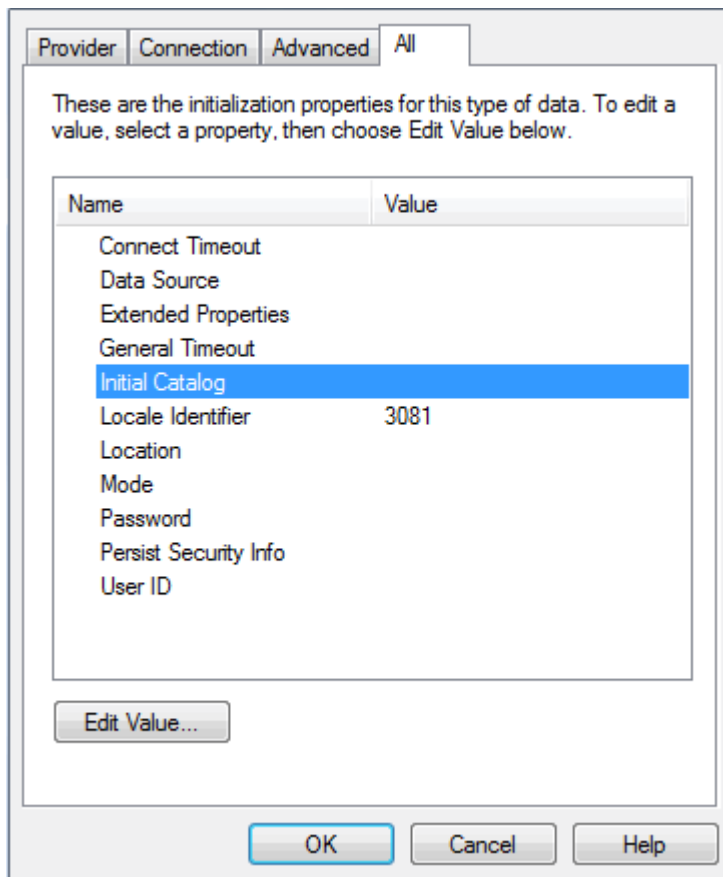 Provider Connection Advanced All
These are the initialization properties for this type of data. To edit a
value, select a property, then choose Edit Value below.
Name Value
Connect Timeout
Data Source
Extended Properties
General Timeout
Initial Catalog
Locale Identifier 3081
Location
Mode
Password
Persist Security Info
User ID
Edit Value...
OK Cancel Help